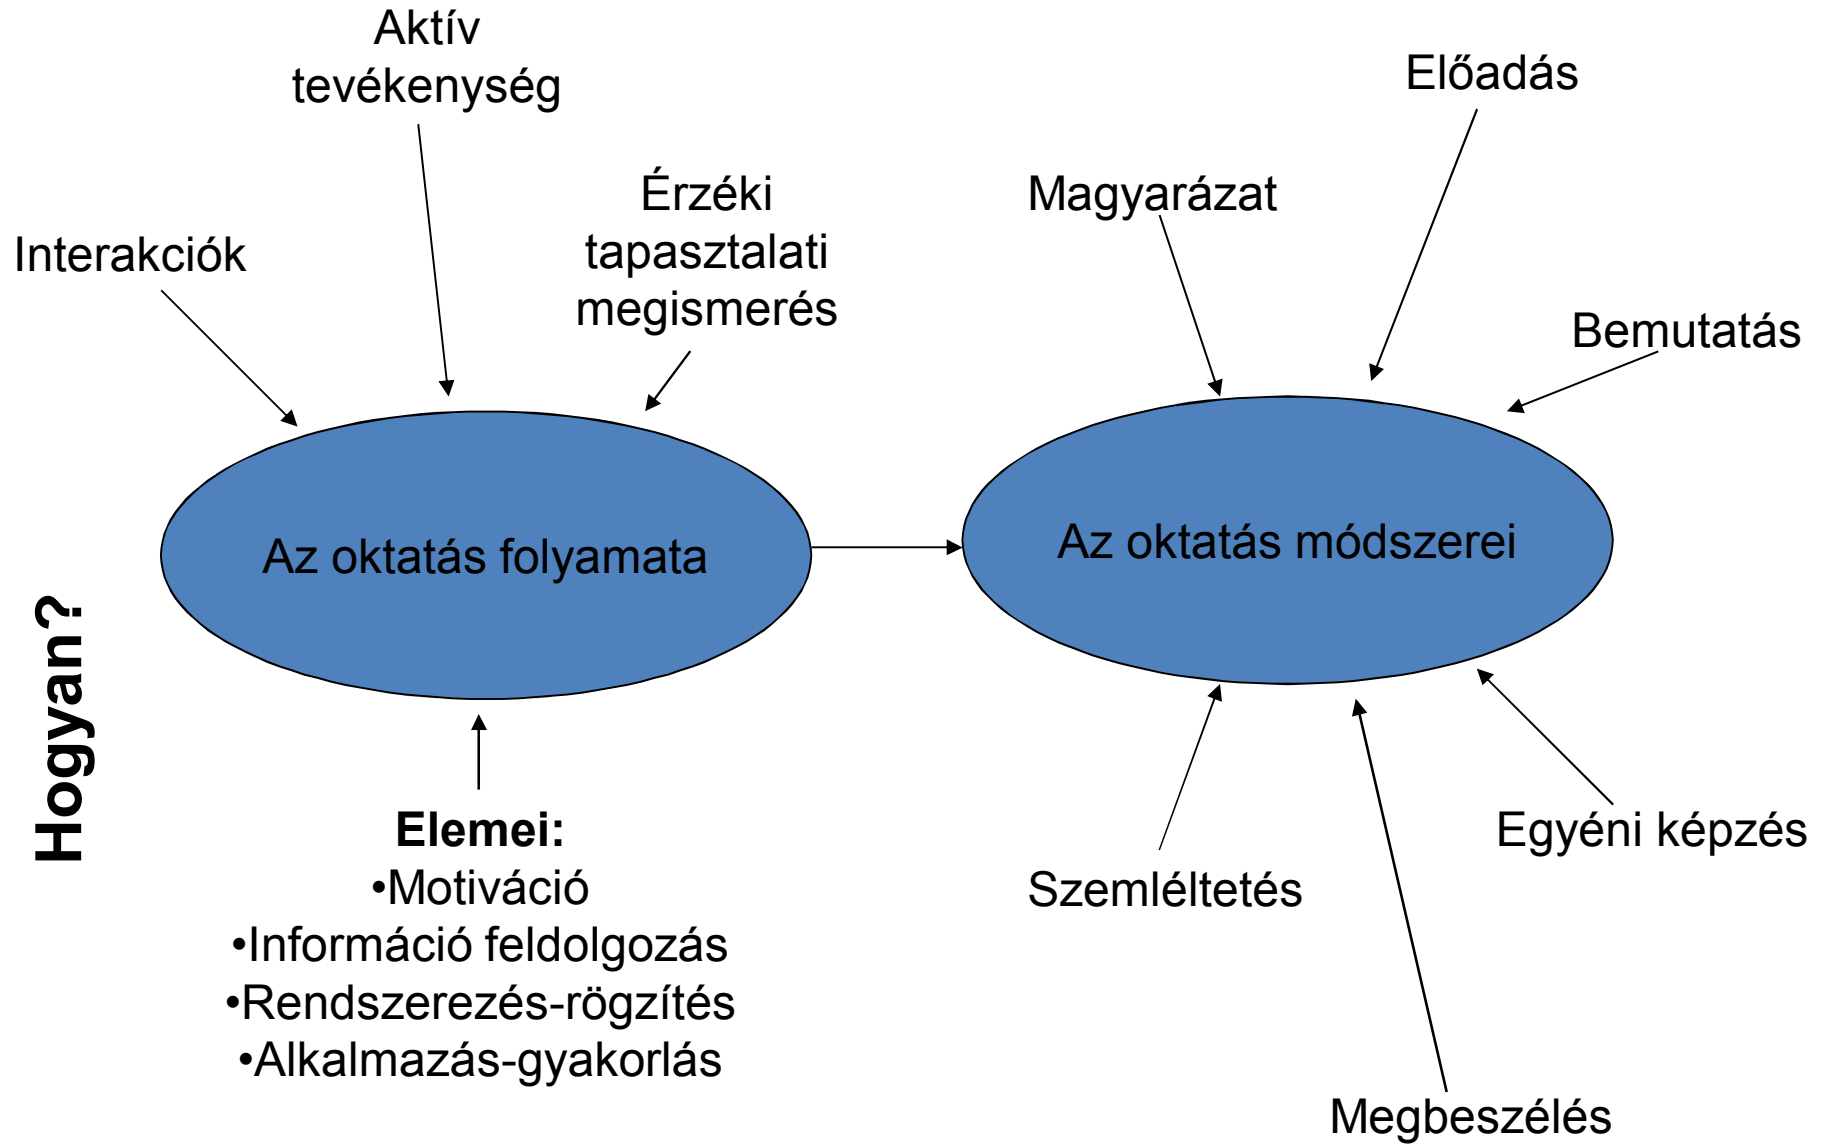 Aktív
tevékenység
Interakciók
Érzéki
tapasztalati
megismerés
Az oktatás folyamata
Hogyan?
Elemei:
•Motiváció
•Információ feldolgozás
•Rendszerezés-rögzítés
•Alkalmazás-gyakorlás
Előadás
Magyarázat
Bemutatás
Az oktatás módszerei
Egyéni képzés
Szemléltetés
Megbeszélés